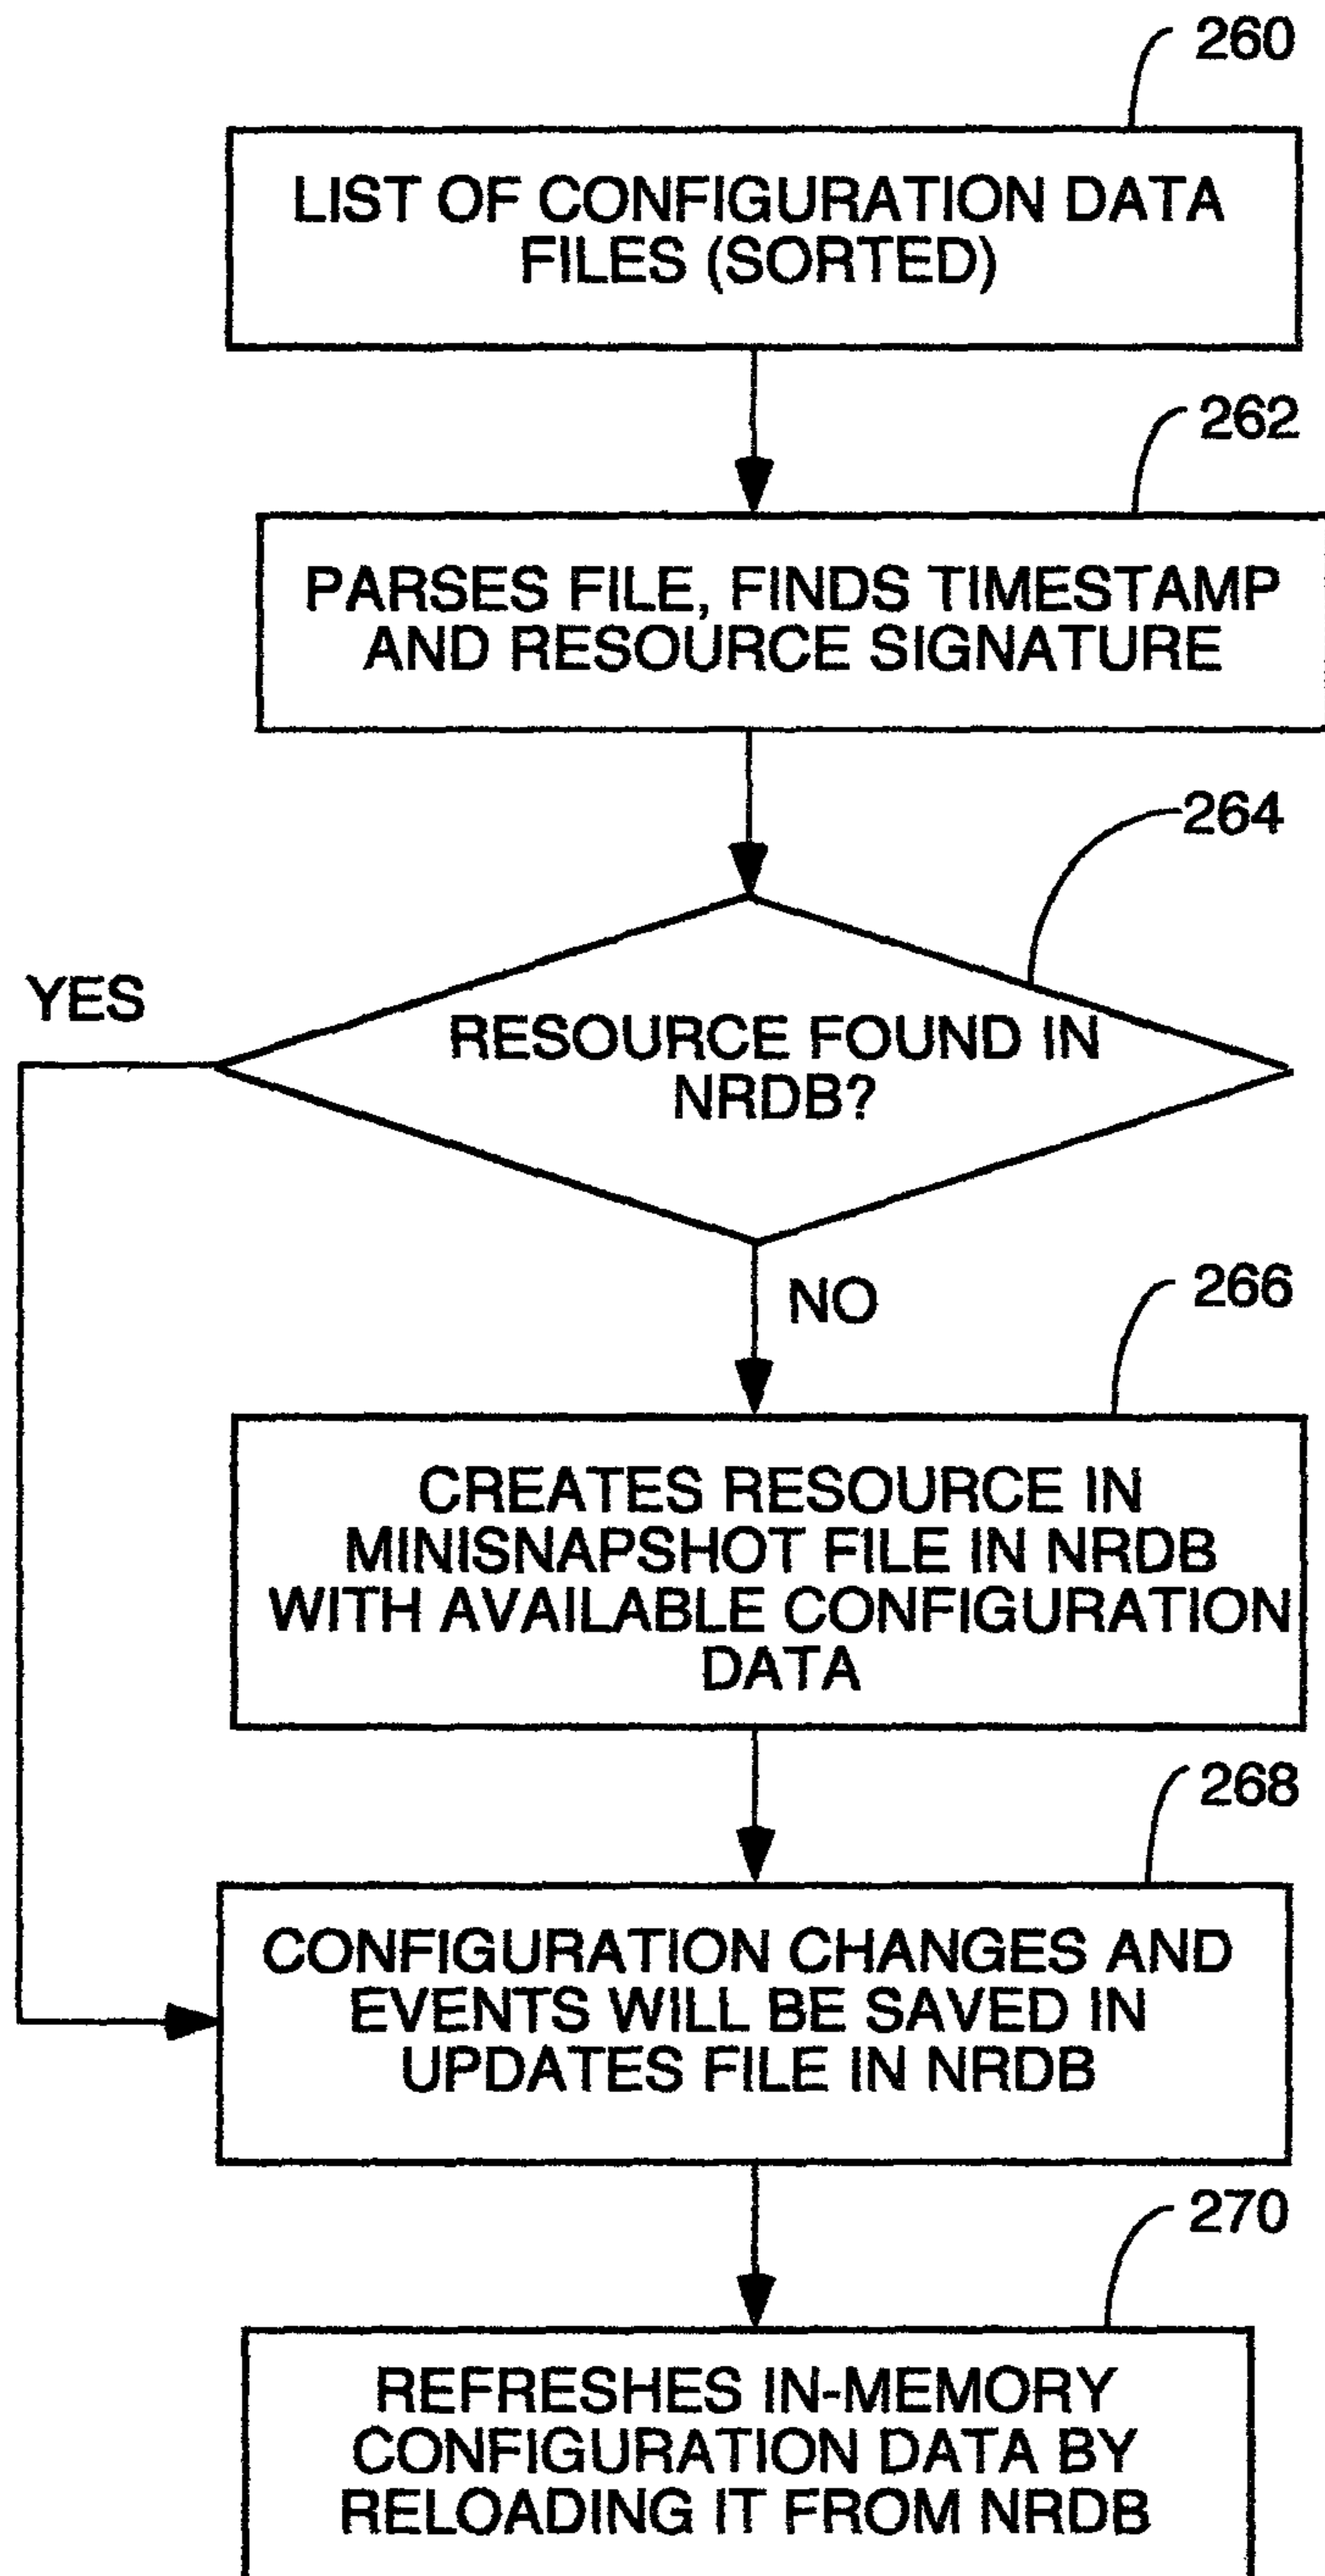 260
LIST OF CONFIGURATION DATA
FILES (SORTED)
262
PARSES FILE, FINDS TIMESTAMP
AND RESOURCE SIGNATURE
264
YES
RESOURCE FOUND IN
NRDB?
NO
266
CREATES RESOURCE IN
MINISNAPSHOT FILE IN NRDB
WITH AVAILABLE CONFIGURATION
DATA
268
CONFIGURATION CHANGES AND
EVENTS WILL BE SAVED IN
UPDATES FILE IN NRDB
270
REFRESHES IN-MEMORY
CONFIGURATION DATA BY
RELOADING IT FROM NRDB